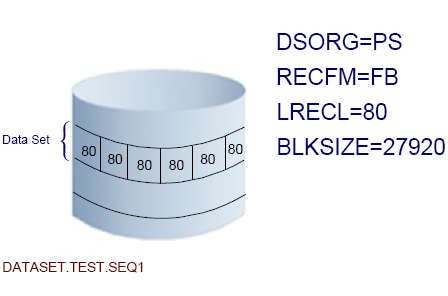 DSORG=PS
RECFM=FB
LRECL=80
BLKSIZE=27920
Data Set
80 80 80 80 80 80
DATASET.TEST.SEQ1